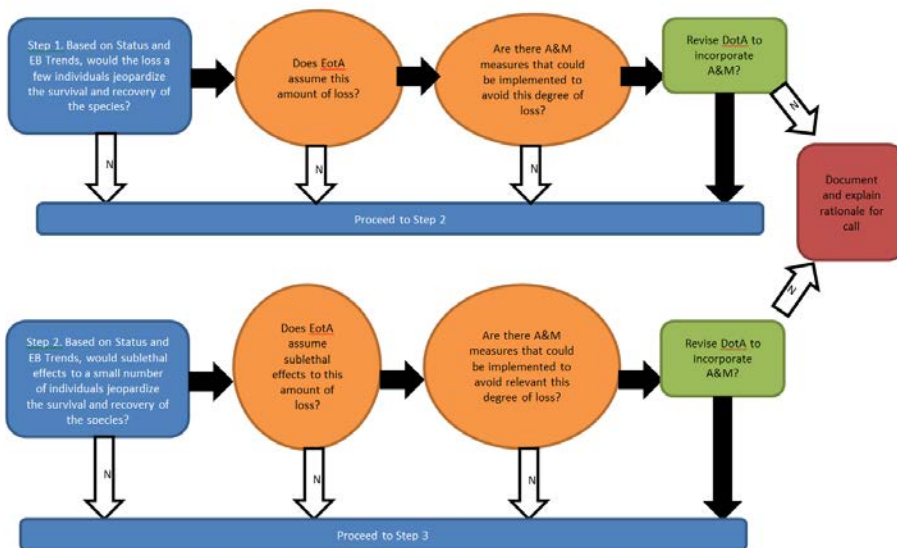 Step 1. Based on Status and
EB Trends, would the loss a
few individuals jeopardize
the survival and recovery of
the species?
Does EotA
assume this
amount of loss?
Are there A&M
measures that could
be implemented to
avoid this degree of
loss?
Revise DotA to
incorporate
A&M?
N
N
N
N
Proceed to Step 2
Document
and explain
rationale for
call
N
Step 2. Based on Status and
EB Trends, would sublethal
effects to a small number
of individuals jeopardize
the survival and recovery of
the species?
Does EotA
assume
sublethal
effects to this
amount of
loss?
Are there A&M
measures that could
be implemented to
avoid relevant this
degree of loss?
Revise DotA to
incorporate
A&M?
N
N
N
Proceed to Step 3